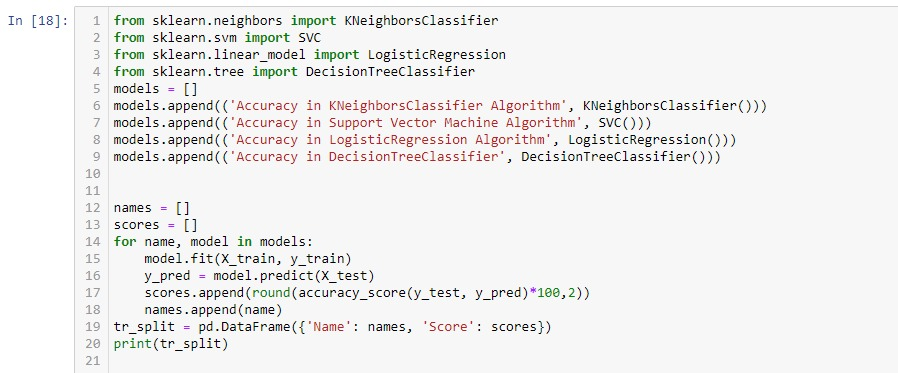 In [18]:
1 from sklearn.neighbors import KNeighborsClassifier
2 from sklearn.svm import SVC
3 from sklearn.linear_model import LogisticRegression
4 from sklearn.tree import DecisionTreeClassifier
5 models = []
6 models.append(('Accuracy in KNeighborsClassifier Algorithm', KNeighborsClassifier()))
7 models.append(('Accuracy in Support Vector Machine Algorithm', SVC()))
8 models.append(('Accuracy in LogisticRegression Algorithm', LogisticRegression()))
9 models.append(('Accuracy in DecisionTreeClassifier', DecisionTreeClassifier()))
10
11
12 names = []
13 scores = []
14 for name, model in models:
15     model.fit(X_train, y_train)
16     y_pred = model.predict(X_test)
17     scores.append(round(accuracy_score(y_test, y_pred)*100,2))
18     names.append(name)
19 tr_split = pd.DataFrame({'Name': names, 'Score': scores})
20 print(tr_split)
21